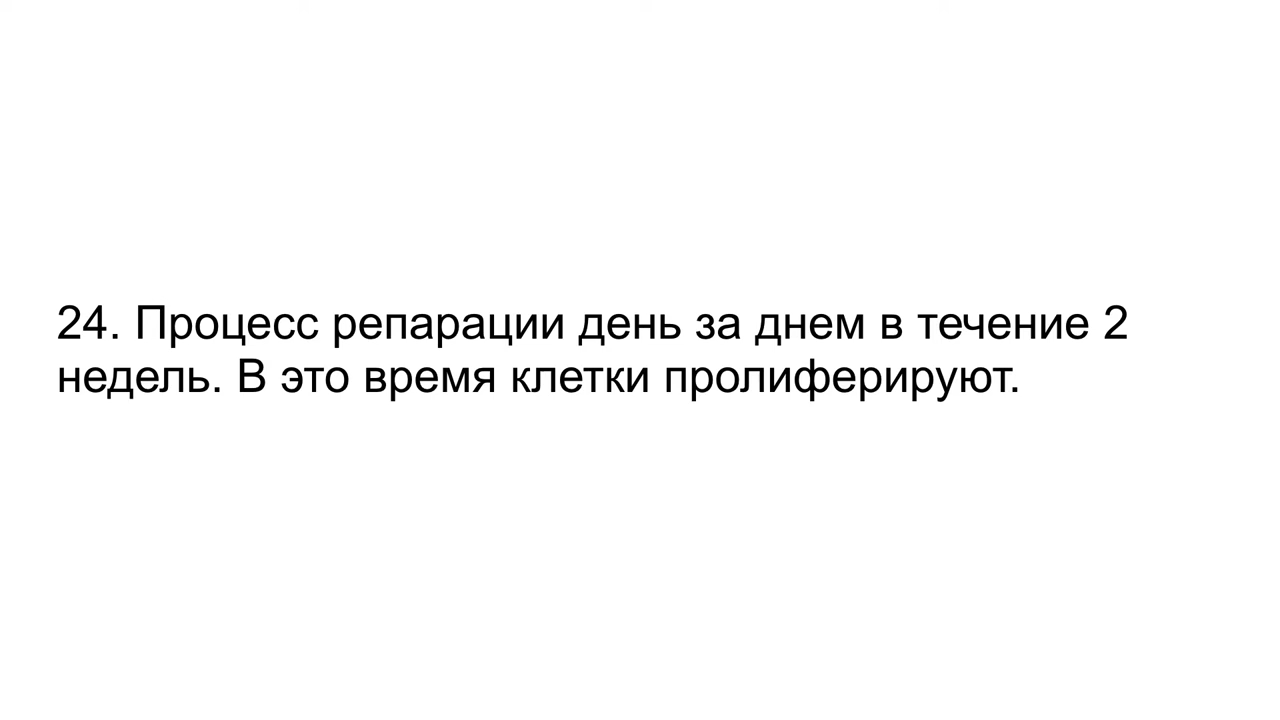 24. Процесс репарации день за днем в течение 2
недель. В это время клетки пролиферируют.